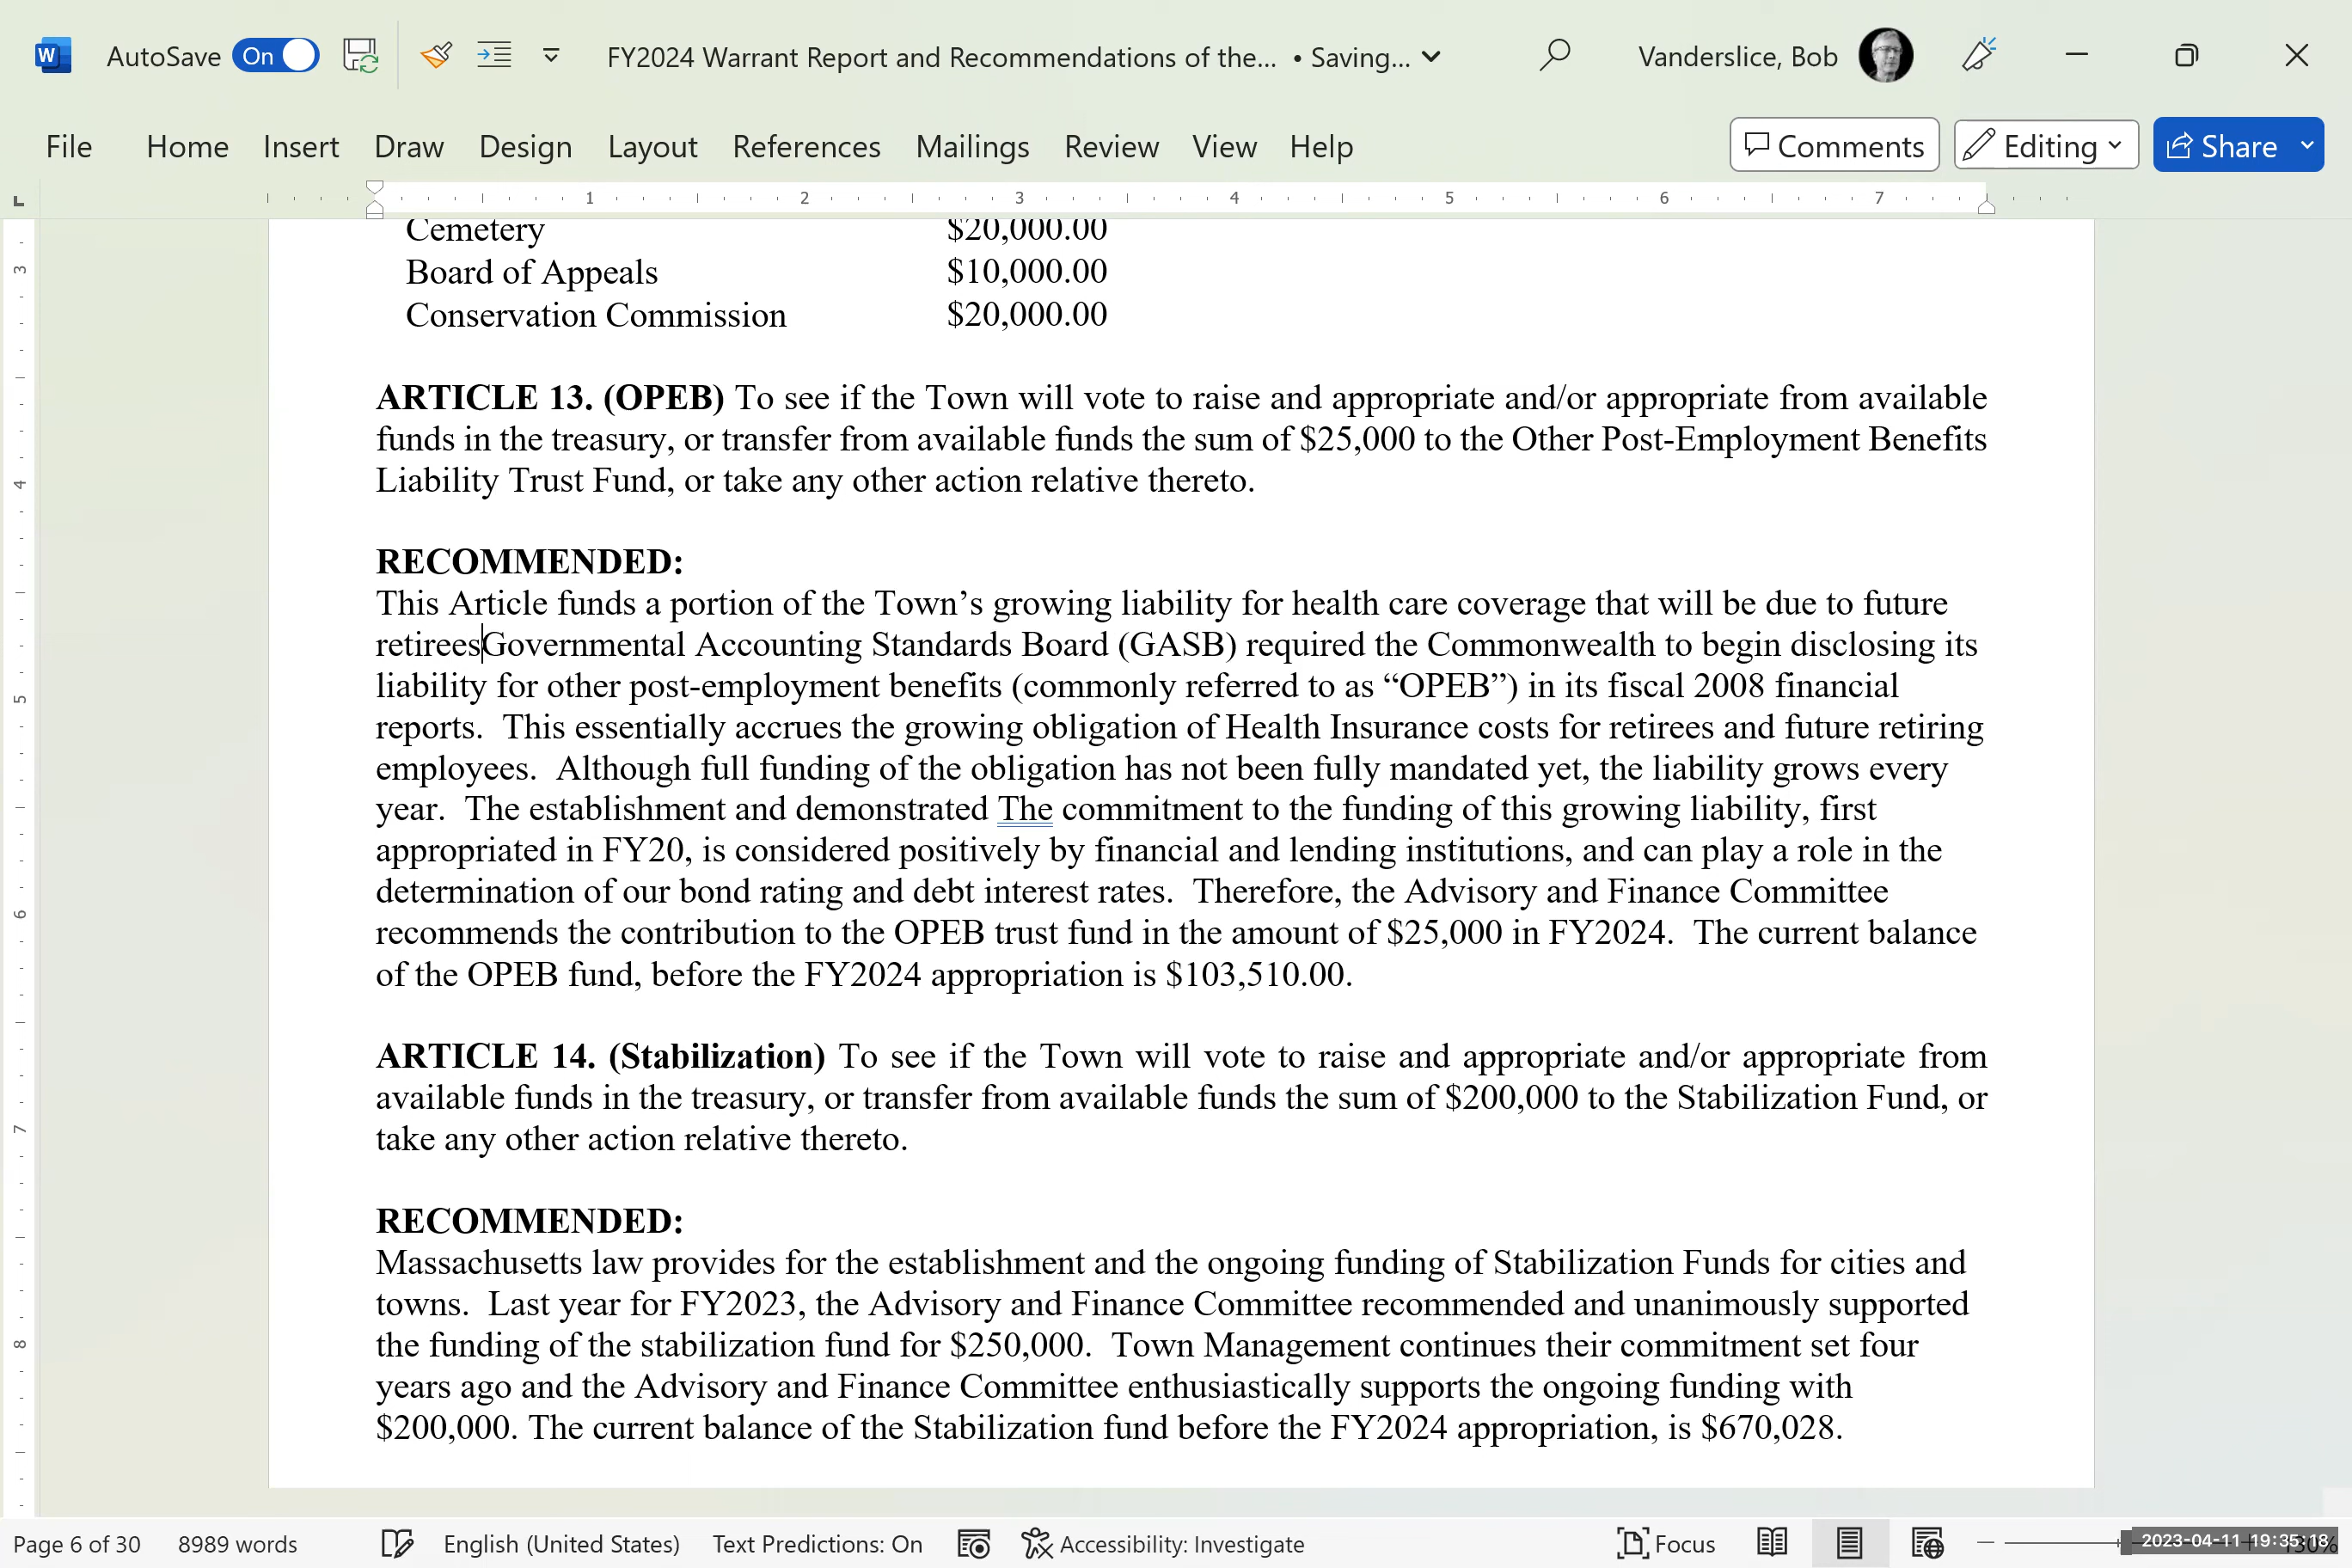 AutoSave On FY2024 Warrant Report and Recommendations of the... • Saving... Vanderslice, Bob
File Home Insert Draw Design Layout References Mailings Review View Help Comments Editing Share
1 2 3 4 5 6 7
Cemetery $20,000.00
Board of Appeals $10,000.00
Conservation Commission $20,000.00
ARTICLE 13. (OPEB) To see if the Town will vote to raise and appropriate and/or appropriate from available
funds in the treasury, or transfer from available funds the sum of $25,000 to the Other Post-Employment Benefits
Liability Trust Fund, or take any other action relative thereto.
RECOMMENDED:
This Article funds a portion of the Town’s growing liability for health care coverage that will be due to future
retireesGovernmental Accounting Standards Board (GASB) required the Commonwealth to begin disclosing its
liability for other post-employment benefits (commonly referred to as “OPEB”) in its fiscal 2008 financial
reports.  This essentially accrues the growing obligation of Health Insurance costs for retirees and future retiring
employees.  Although full funding of the obligation has not been fully mandated yet, the liability grows every
year.  The establishment and demonstrated The commitment to the funding of this growing liability, first
appropriated in FY20, is considered positively by financial and lending institutions, and can play a role in the
determination of our bond rating and debt interest rates.  Therefore, the Advisory and Finance Committee
recommends the contribution to the OPEB trust fund in the amount of $25,000 in FY2024.  The current balance
of the OPEB fund, before the FY2024 appropriation is $103,510.00.
ARTICLE 14. (Stabilization) To see if the Town will vote to raise and appropriate and/or appropriate from
available funds in the treasury, or transfer from available funds the sum of $200,000 to the Stabilization Fund, or
take any other action relative thereto.
RECOMMENDED:
Massachusetts law provides for the establishment and the ongoing funding of Stabilization Funds for cities and
towns.  Last year for FY2023, the Advisory and Finance Committee recommended and unanimously supported
the funding of the stabilization fund for $250,000.  Town Management continues their commitment set four
years ago and the Advisory and Finance Committee enthusiastically supports the ongoing funding with
$200,000. The current balance of the Stabilization fund before the FY2024 appropriation, is $670,028.
3
4
5
6
7
8
Page 6 of 30 8989 words English (United States) Text Predictions: On Accessibility: Investigate Focus 2023-04-11 19:35:18